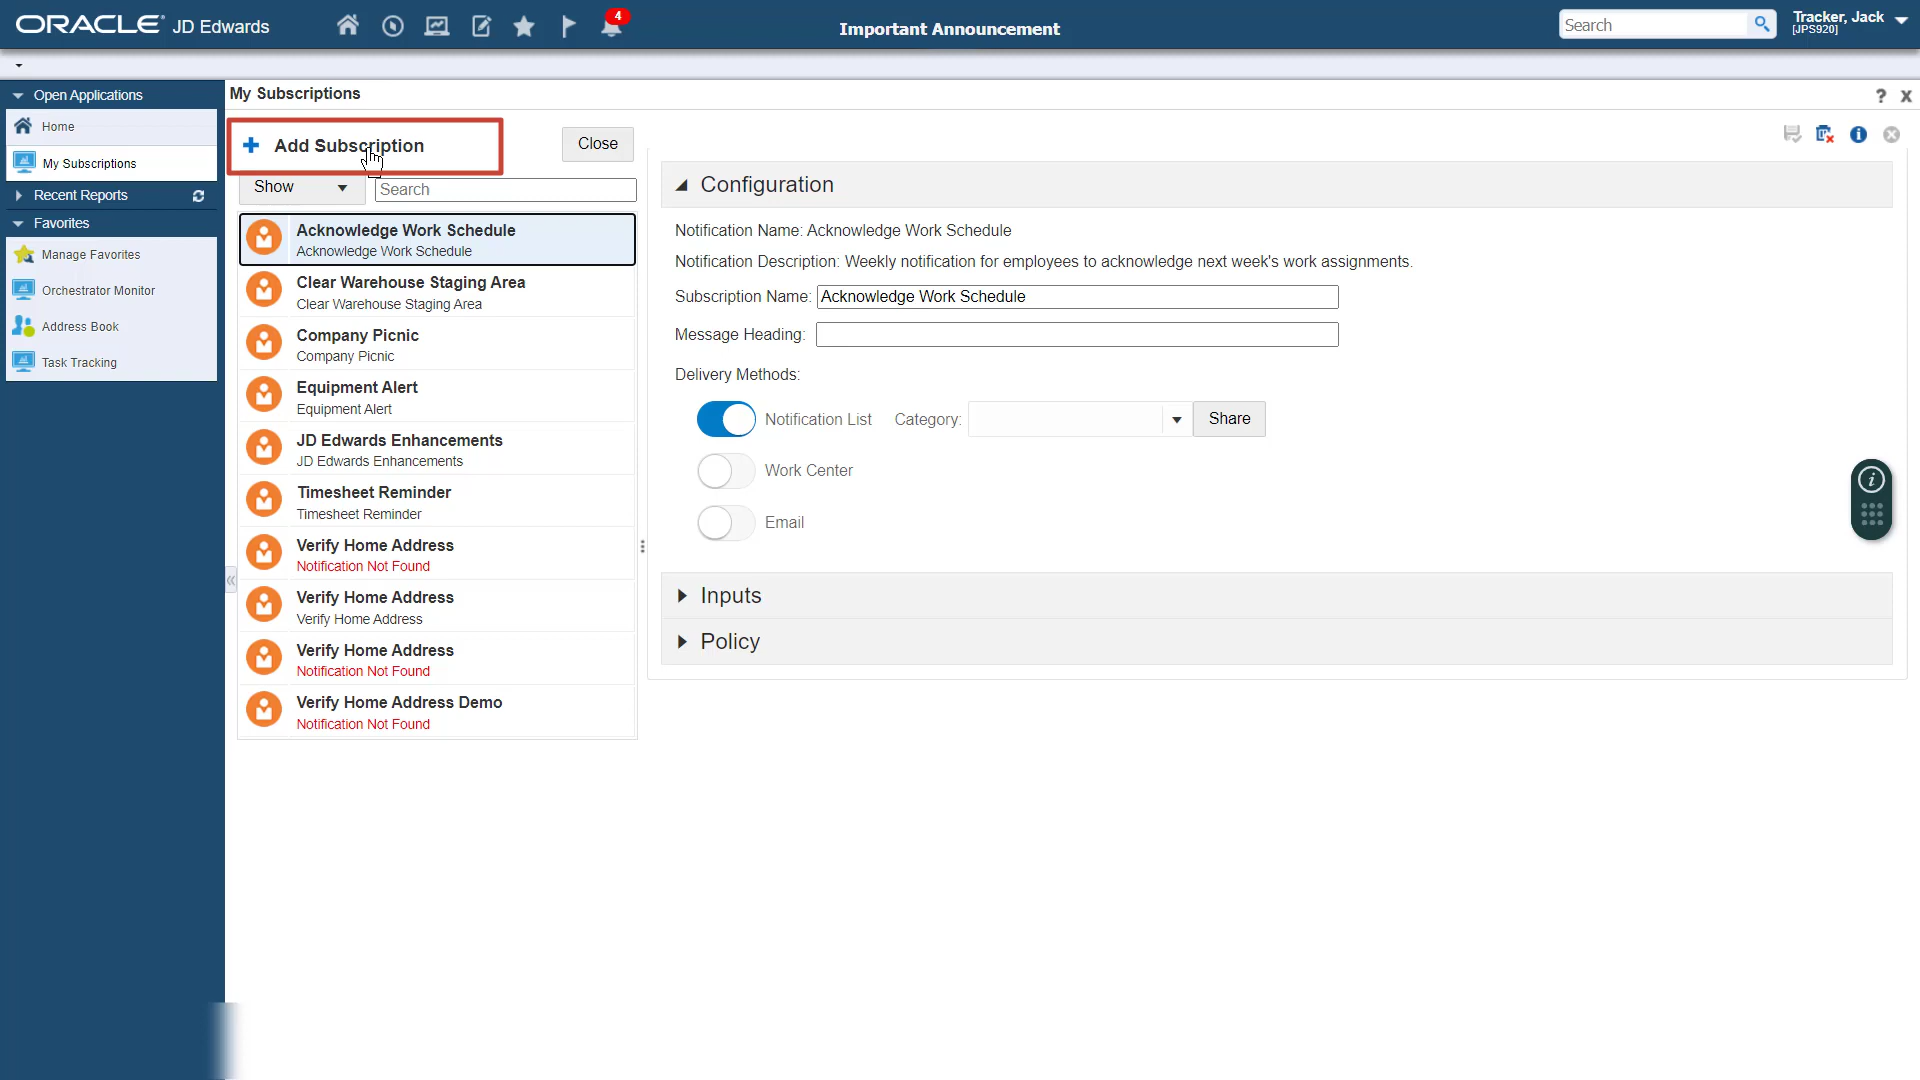 ORACLE JD Edwards
4
Important Announcement
Search
Tracker, Jack
[JPS920]
Open Applications
Home
My Subscriptions
Recent Reports
Favorites
Manage Favorites
Orchestrator Monitor
Address Book
Task Tracking
My Subscriptions
? X
Add Subscription
Close
Show
Search
Acknowledge Work Schedule
Acknowledge Work Schedule
Clear Warehouse Staging Area
Clear Warehouse Staging Area
Company Picnic
Company Picnic
Equipment Alert
Equipment Alert
JD Edwards Enhancements
JD Edwards Enhancements
Timesheet Reminder
Timesheet Reminder
Verify Home Address
Notification Not Found
Verify Home Address
Verify Home Address
Verify Home Address
Notification Not Found
Verify Home Address Demo
Notification Not Found
Configuration
Notification Name: Acknowledge Work Schedule
Notification Description: Weekly notification for employees to acknowledge next week's work assignments.
Subscription Name: Acknowledge Work Schedule
Message Heading:
Delivery Methods:
Notification List Category: Share
Work Center
Email
Inputs
Policy